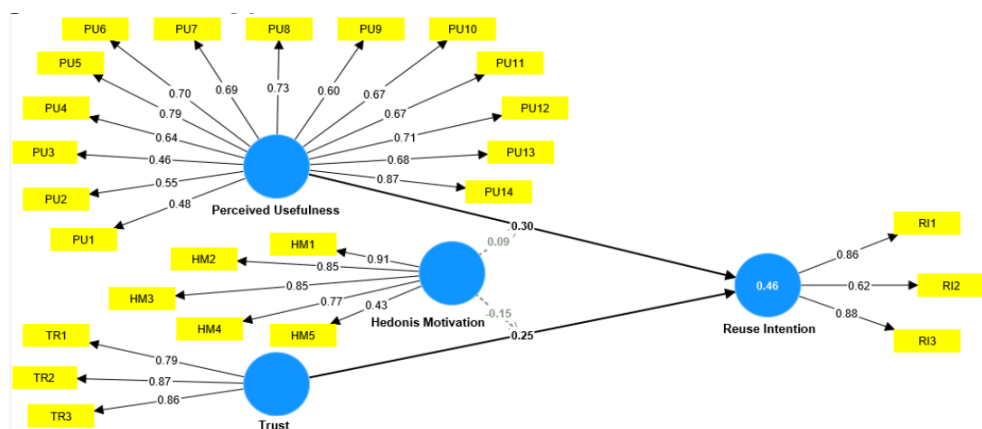 PU6
PU7
PU8
PU9
PU10
PU5
PU11
PU4
PU12
PU3
PU13
PU2
PU14
PU1
0.70
0.69
0.73
0.60
0.67
0.79
0.67
0.64
0.71
0.46
0.68
0.55
0.87
0.48
Perceived Usefulness
0.30
0.09
HM1
HM2
HM3
HM4
HM5
0.91
0.85
0.85
0.77
0.43
Hedonis Motivation
-0.15
0.25
TR1
TR2
TR3
0.79
0.87
0.86
Trust
0.46
Reuse Intention
RI1
0.86
RI2
0.62
RI3
0.88